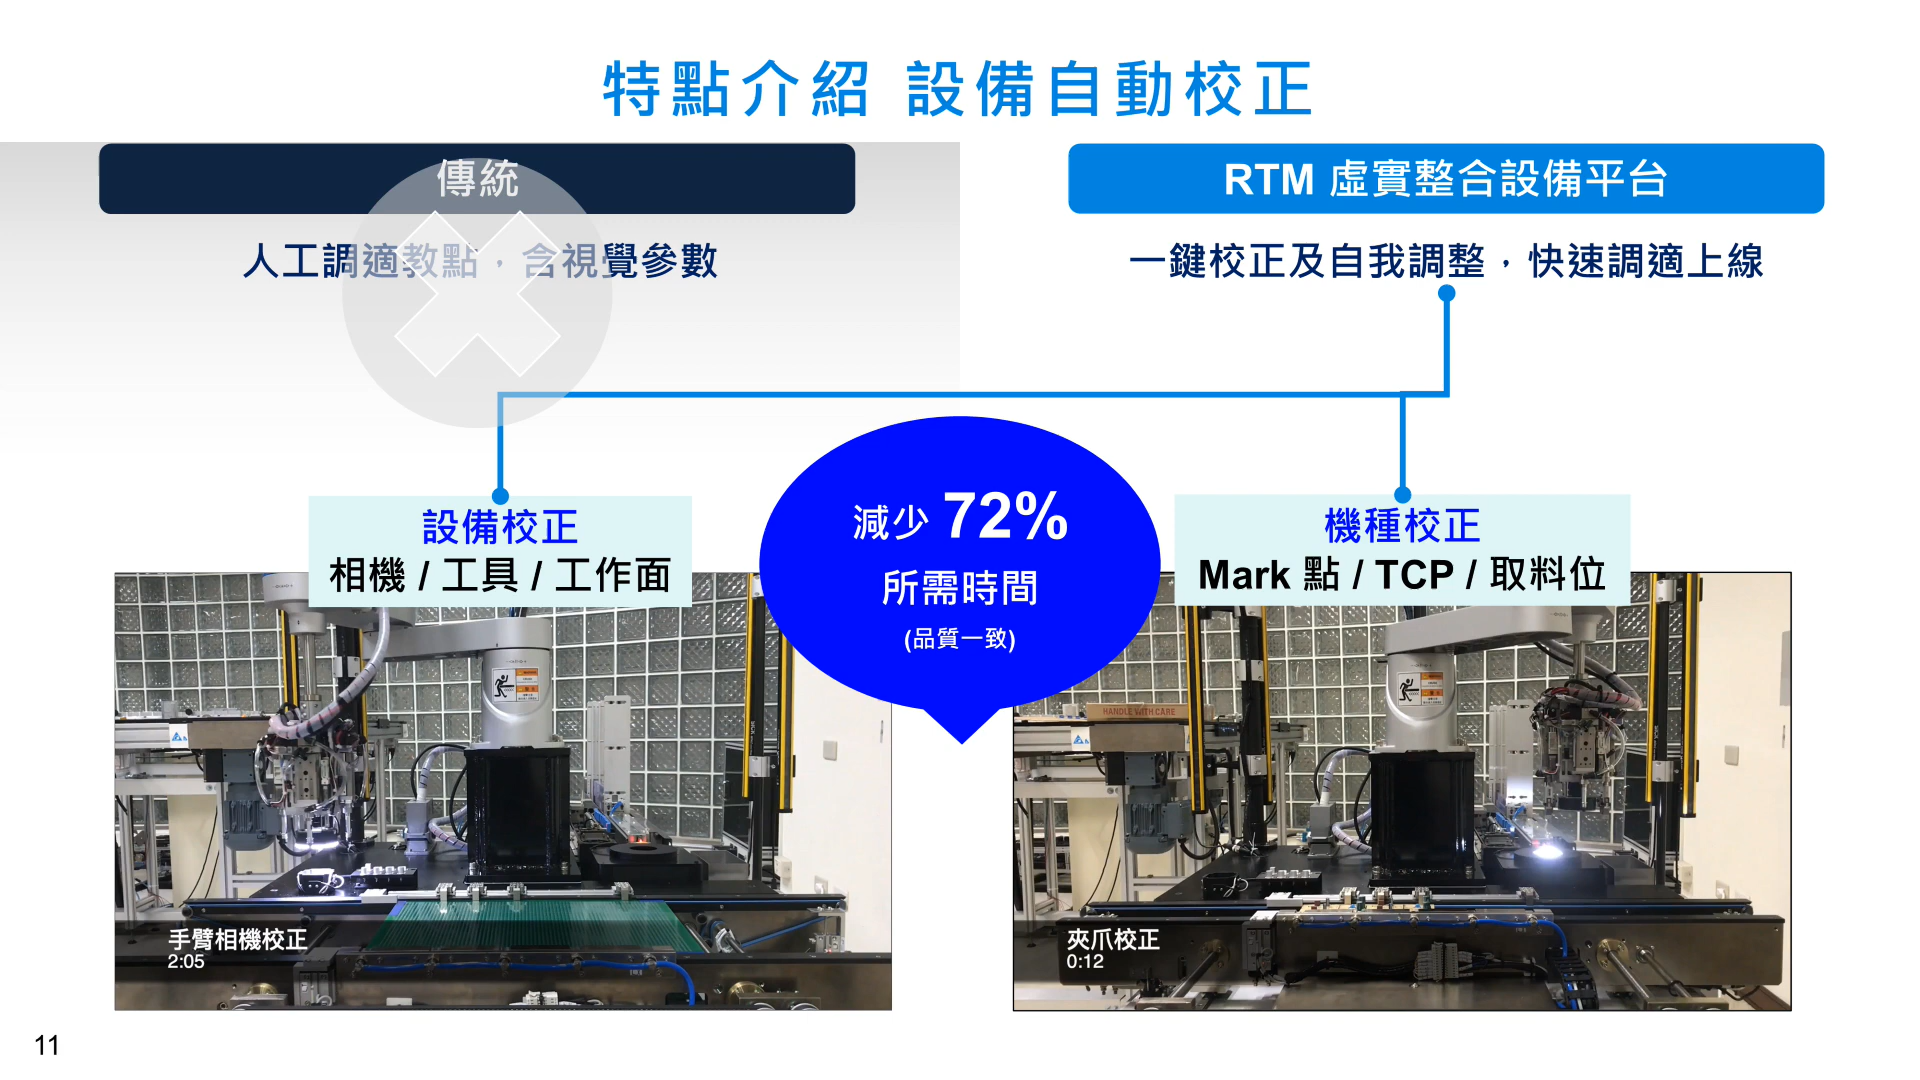 特點介紹 設備自動校正
傳統
人工調適教點，含視覺參數
RTM 虛實整合設備平台
一鍵校正及自我調整，快速調適上線
設備校正
相機 / 工具 / 工作面
減少 72%
所需時間
(品質一致)
機種校正
Mark 點 / TCP / 取料位
HANDLE WITH CARE
手臂相機校正
2:05
夾爪校正
0:12
11